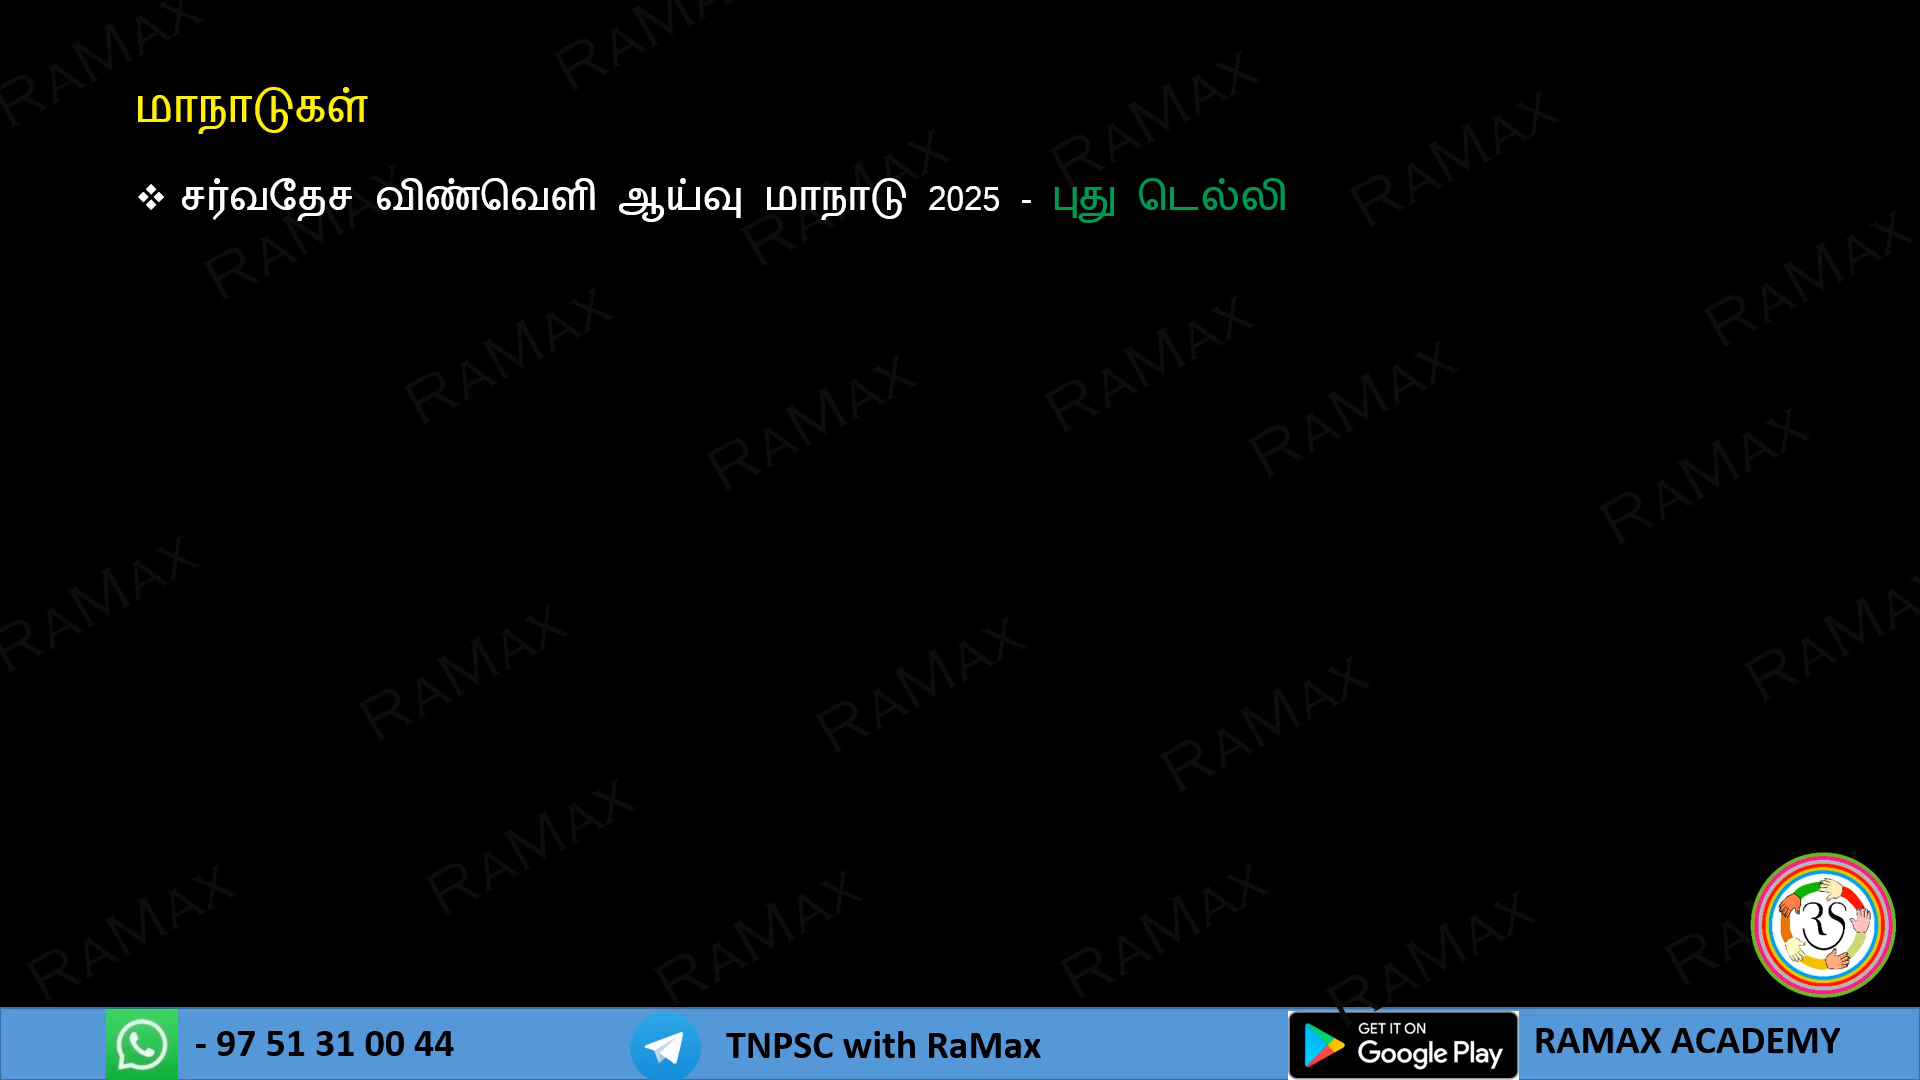 மாநாடுகள்
❖ சர்வதேச விண்வெளி ஆய்வு மாநாடு 2025 - புது டெல்லி
- 97 51 31 00 44
TNPSC with RaMax
GET IT ON
Google Play
RAMAX ACADEMY